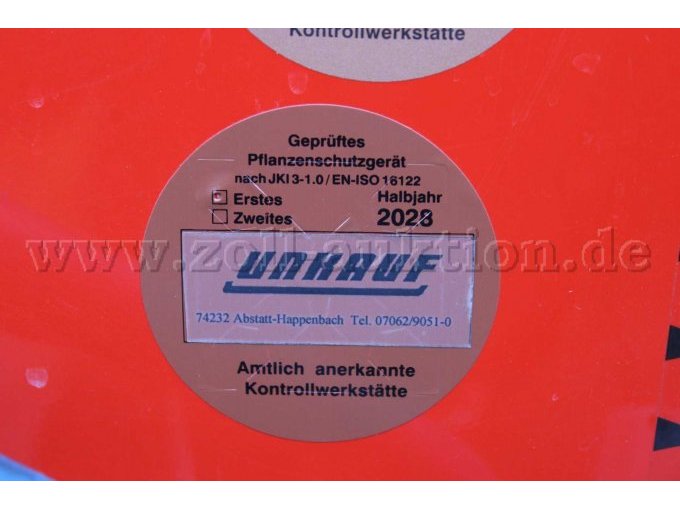 Kontrollwerkstätte
Geprüftes
Pflanzenschutzgerät
nach JKI 3-1.0 / EN-ISO 16122
Erstes Halbjahr
Zweites 2028
www.zoll-auktion.de
UNKAUF
74232 Abstatt-Happenbach Tel. 07062/9051-0
Amtlich anerkannte
Kontrollwerkstätte